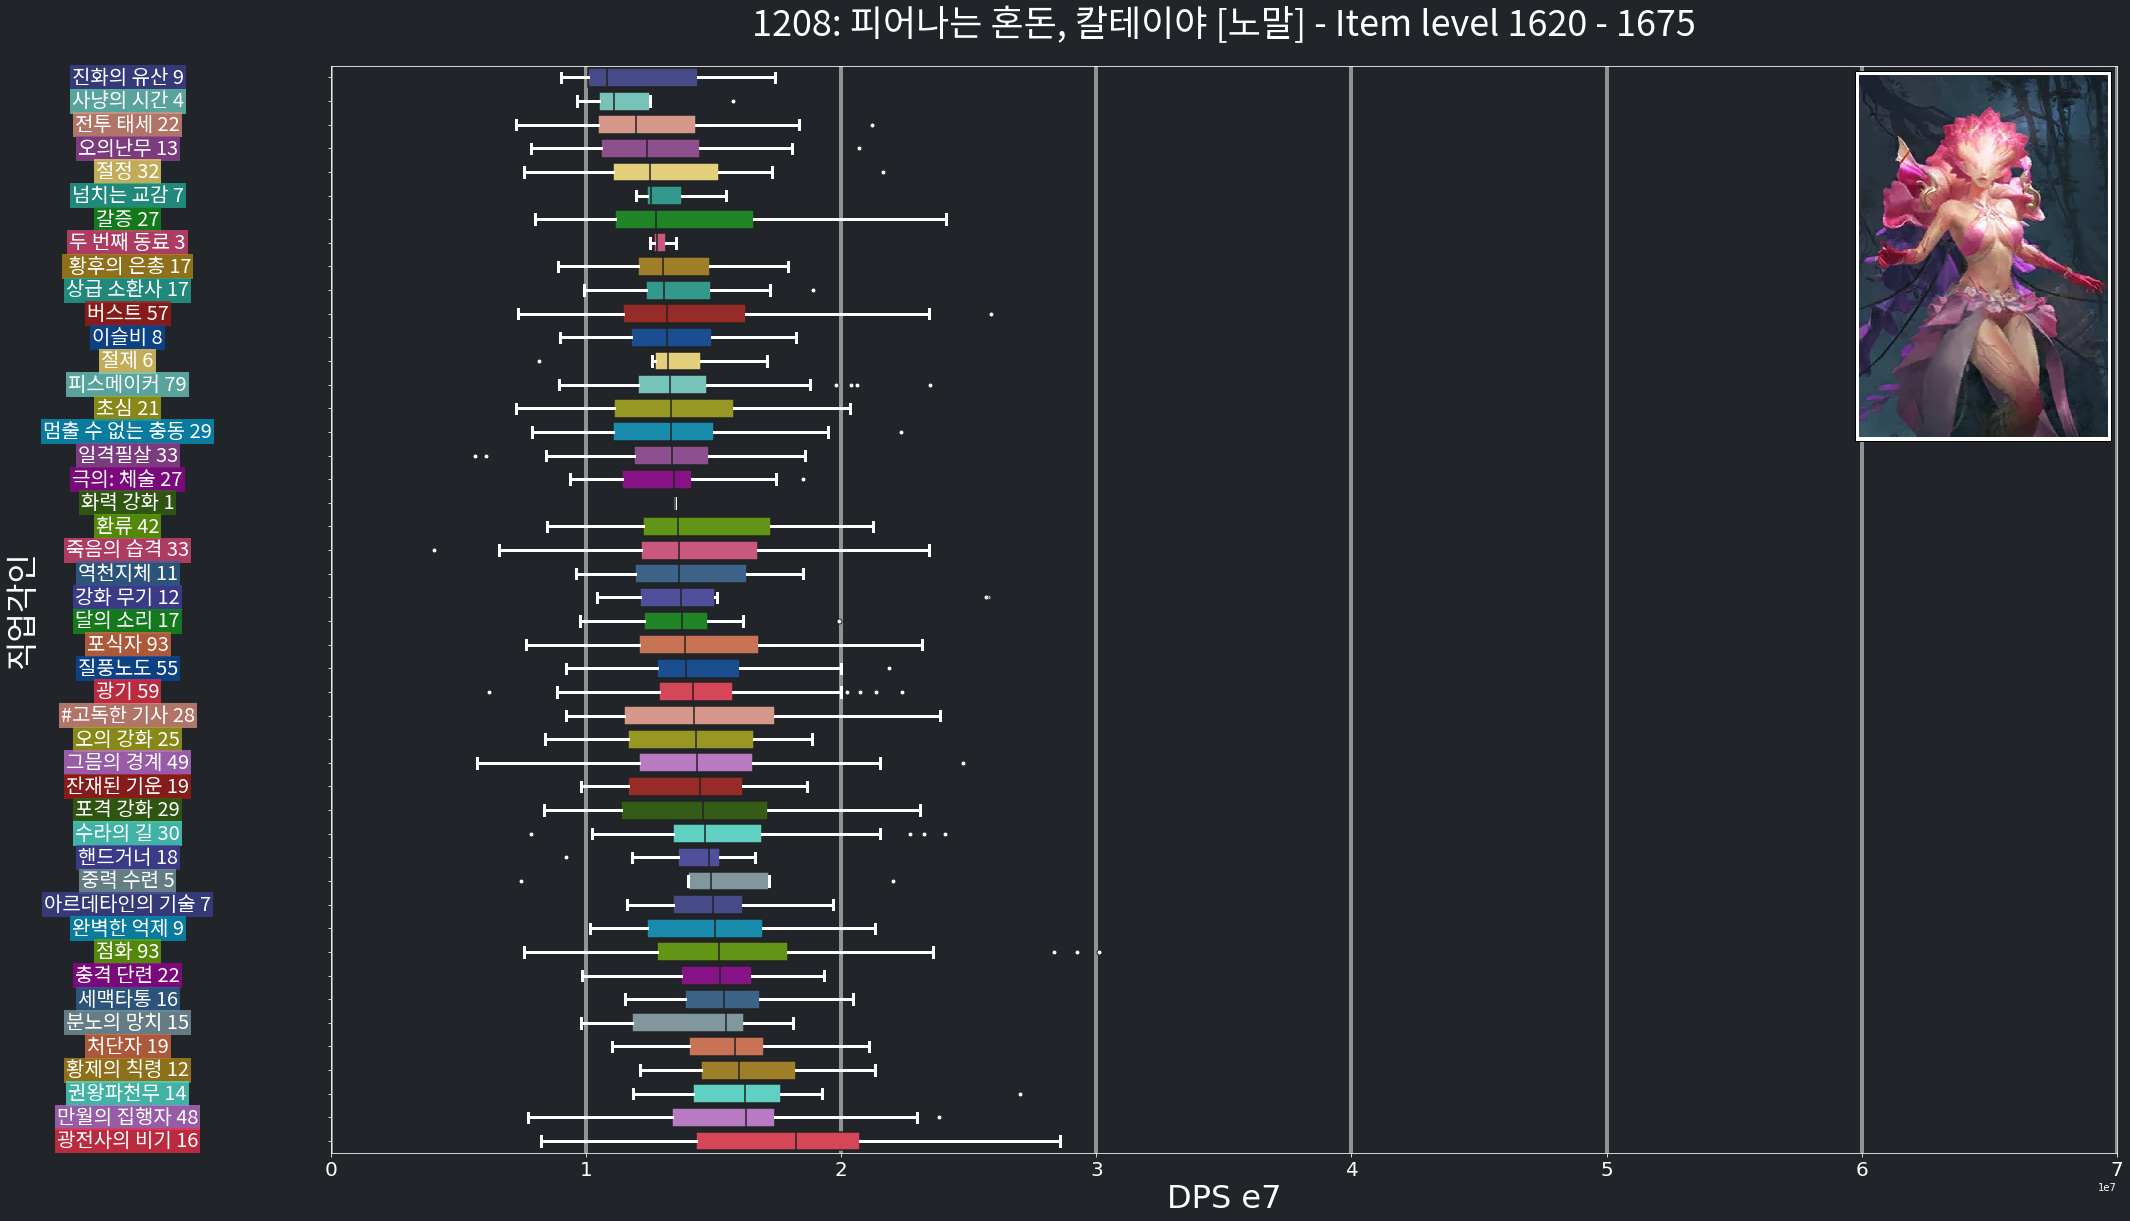 1208: 피어나는 혼돈, 칼테이야 [노말] - Item level 1620 - 1675
진화의 유산 9
사냥의 시간 4
전투 태세 22
오의난무 13
절정 32
넘치는 교감 7
갈증 27
두 번째 동료 3
황후의 은총 17
상급 소환사 17
버스트 57
이슬비 8
절제 6
피스메이커 79
초심 21
멈출 수 없는 충동 29
일격필살 33
극의: 체술 27
화력 강화 1
환류 42
죽음의 습격 33
역천지체 11
강화 무기 12
달의 소리 17
포식자 93
질풍노도 55
광기 59
#고독한 기사 28
오의 강화 25
그믐의 경계 49
잔재된 기운 19
포격 강화 29
수라의 길 30
핸드거너 18
중력 수련 5
아르데타인의 기술 7
완벽한 억제 9
점화 93
충격 단련 22
세맥타통 16
분노의 망치 15
처단자 19
황제의 칙령 12
권왕파천무 14
만월의 집행자 48
광전사의 비기 16
직업각인
0 1 2 3 4 5 6 7
1e7
DPS e7